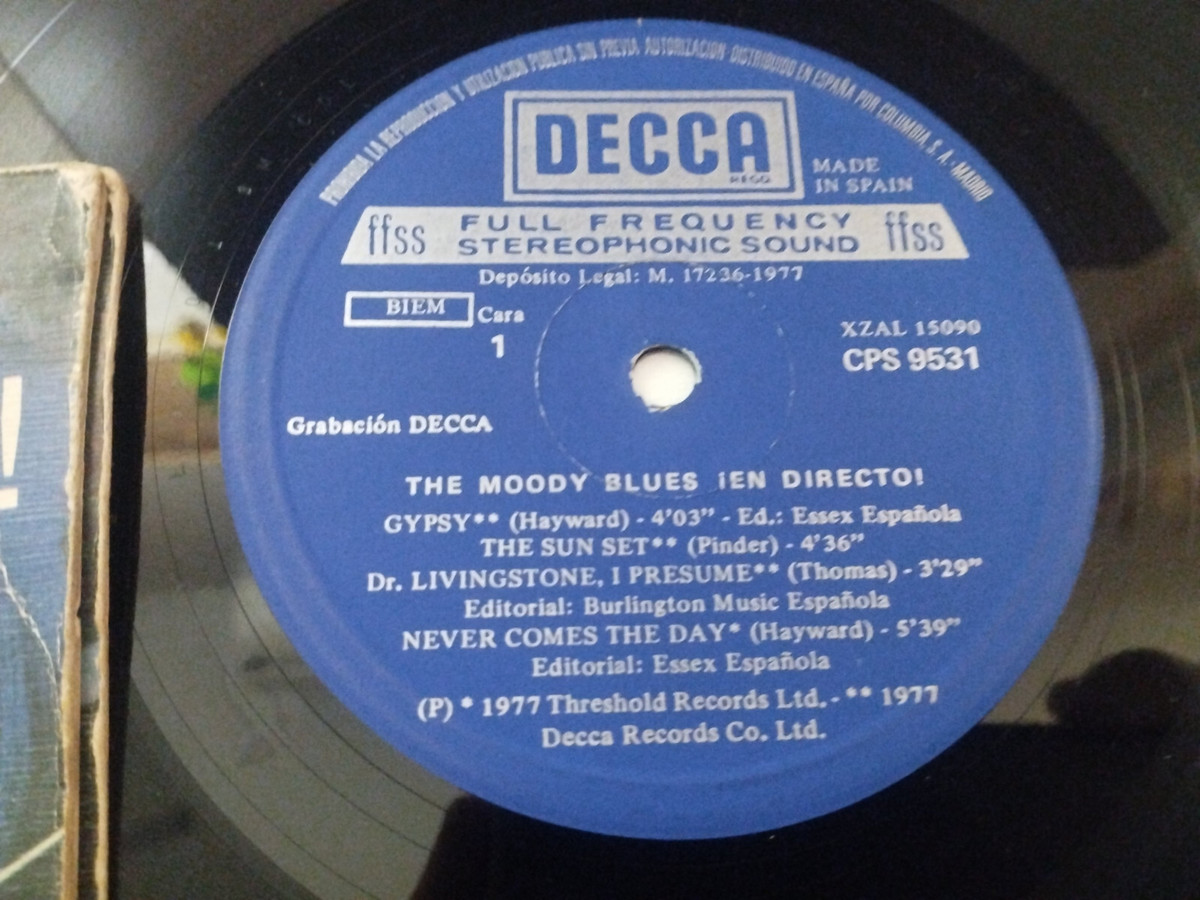 PROHIBIDA LA REPRODUCCION Y UTILIZACION PUBLICA SIN PREVIA AUTORIZACION · DISTRIBUIDO EN ESPAÑA POR COLUMBIA, S. A.-MADRID
DECCA
REGD.
MADE
IN SPAIN
ffss FULL FREQUENCY ffss
STEREOPHONIC SOUND
Depósito Legal: M. 17236-1977
BIEM
Cara
1
XZAL 15090
CPS 9531
Grabación DECCA
THE MOODY BLUES ¡EN DIRECTO!
GYPSY** (Hayward) - 4'03” - Ed.: Essex Española
THE SUN SET** (Pinder) - 4'36”
Dr. LIVINGSTONE, I PRESUME** (Thomas) - 3'29”
Editorial: Burlington Music Española
NEVER COMES THE DAY* (Hayward) - 5'39”
Editorial: Essex Española
(P) * 1977 Threshold Records Ltd. - ** 1977
Decca Records Co. Ltd.
!